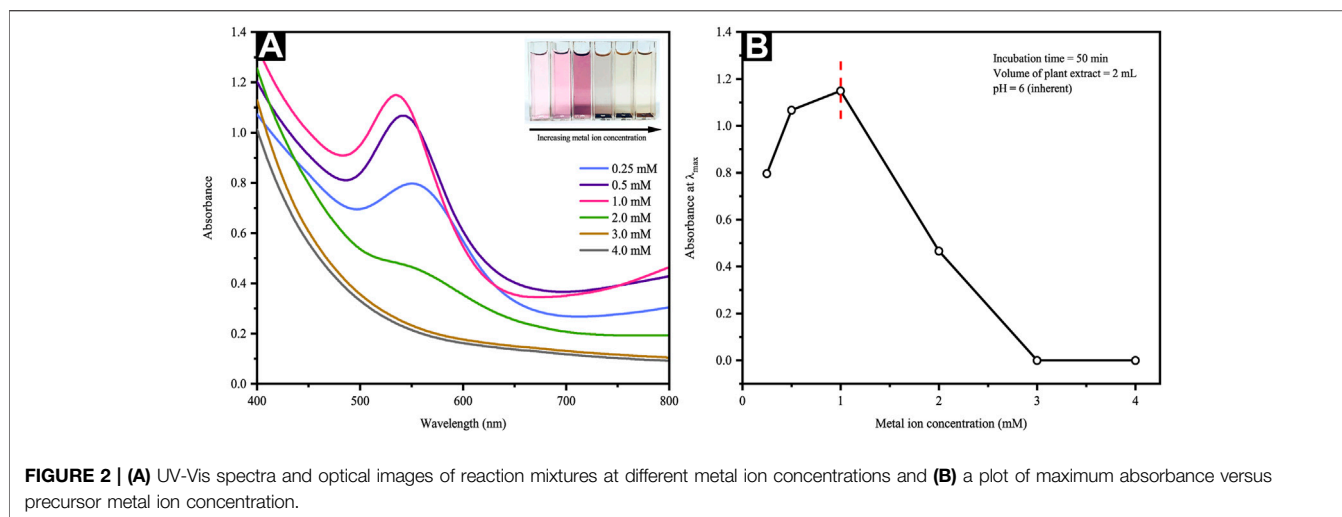 A
1.4
1.2
1.0
0.8
0.6
0.4
0.2
0.0
Absorbance
400
500
600
700
800
Wavelength (nm)
Increasing metal ion concentration
0.25 mM
0.5 mM
1.0 mM
2.0 mM
3.0 mM
4.0 mM
B
1.4
1.2
1.0
0.8
0.6
0.4
0.2
0.0
Absorbance at λmax
0
1
2
3
4
Metal ion concentration (mM)
Incubation time = 50 min
Volume of plant extract = 2 mL
pH = 6 (inherent)
FIGURE 2 | (A) UV-Vis spectra and optical images of reaction mixtures at different metal ion concentrations and (B) a plot of maximum absorbance versus
precursor metal ion concentration.